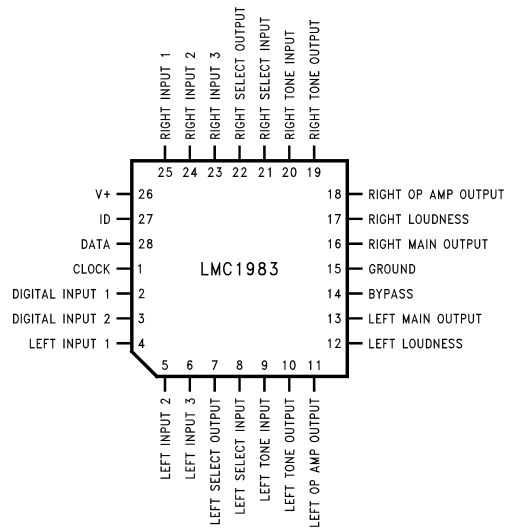 RIGHT INPUT 1
RIGHT INPUT 2
RIGHT INPUT 3
RIGHT SELECT OUTPUT
RIGHT SELECT INPUT
RIGHT TONE INPUT
RIGHT TONE OUTPUT
25 24 23 22 21 20 19
V+ 26
ID 27
DATA 28
CLOCK 1
DIGITAL INPUT 1 2
DIGITAL INPUT 2 3
LEFT INPUT 1 4
LMC1983
18 RIGHT OP AMP OUTPUT
17 RIGHT LOUDNESS
16 RIGHT MAIN OUTPUT
15 GROUND
14 BYPASS
13 LEFT MAIN OUTPUT
12 LEFT LOUDNESS
5 6 7 8 9 10 11
LEFT INPUT 2
LEFT INPUT 3
LEFT SELECT OUTPUT
LEFT SELECT INPUT
LEFT TONE INPUT
LEFT TONE OUTPUT
LEFT OP AMP OUTPUT